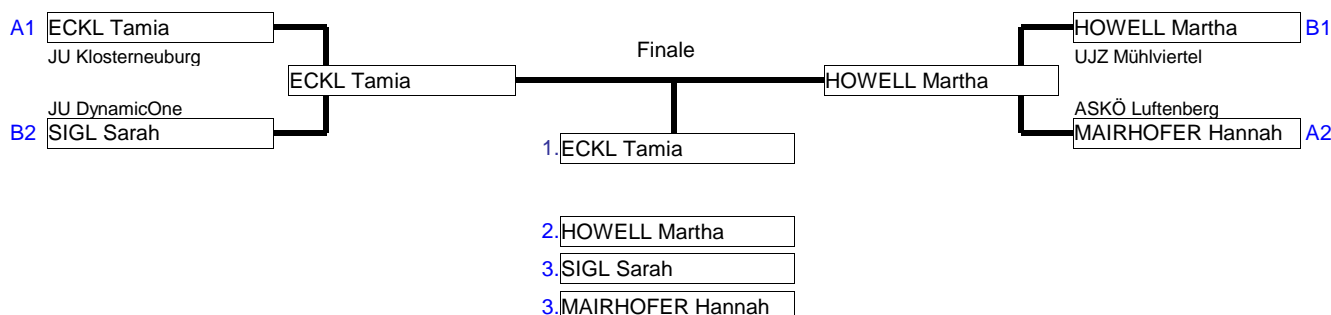 A1 ECKL Tamia
JU Klosterneuburg
ECKL Tamia
JU DynamicOne
B2 SIGL Sarah
Finale
HOWELL Martha B1
UJZ Mühlviertel
HOWELL Martha
ASKÖ Luftenberg
MAIRHOFER Hannah A2
1. ECKL Tamia
2. HOWELL Martha
3. SIGL Sarah
3. MAIRHOFER Hannah